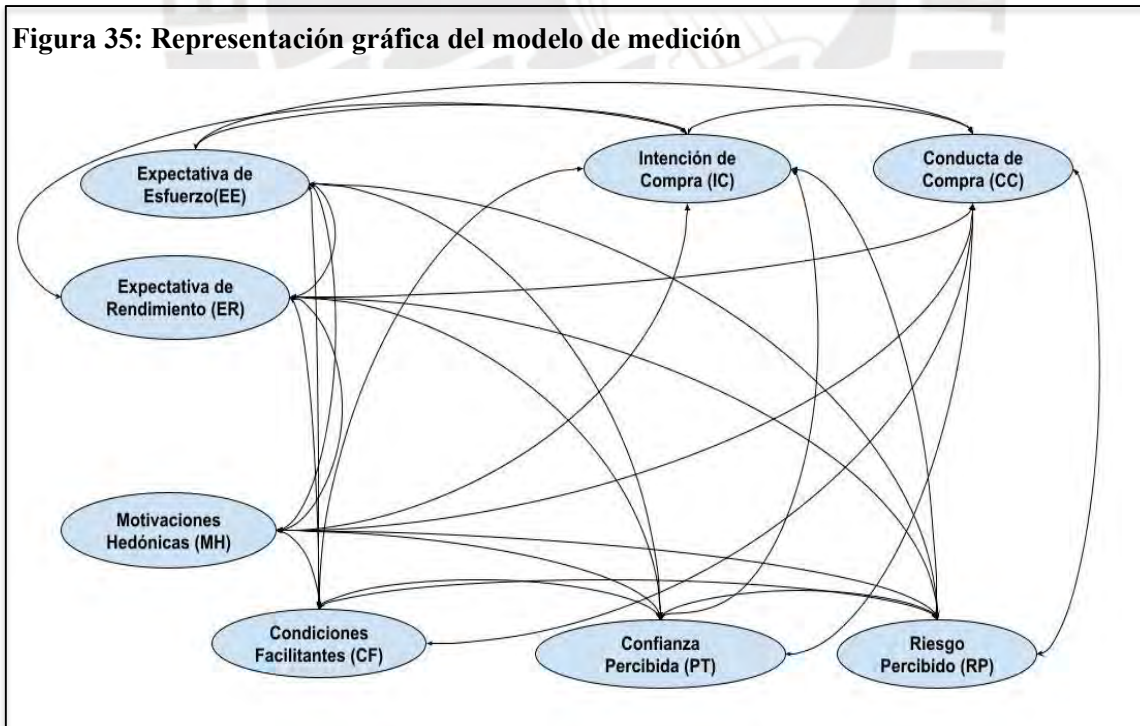 Figura 35: Representación gráfica del modelo de medición
Expectativa de
Esfuerzo(EE)
Intención de
Compra (IC)
Conducta de
Compra (CC)
Expectativa de
Rendimiento (ER)
Motivaciones
Hedónicas (MH)
Condiciones
Facilitantes (CF)
Confianza
Percibida (PT)
Riesgo
Percibido (RP)